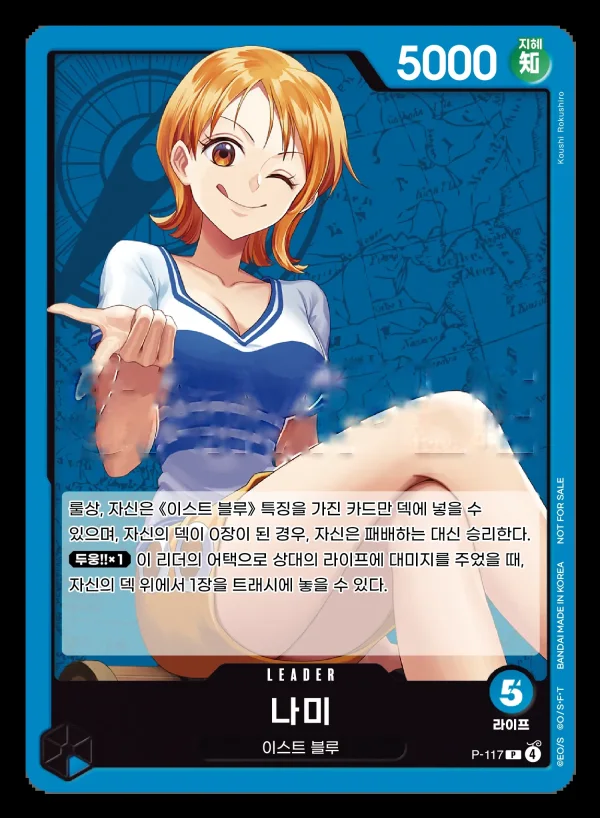 5000
지혜
知
Koushi Rokushiro
룰상, 자신은 《이스트 블루》 특징을 가진 카드만 덱에 넣을 수
있으며, 자신의 덱이 0장이 된 경우, 자신은 패배하는 대신 승리한다.
두웅!!×1 이 리더의 어택으로 상대의 라이프에 대미지를 주었을 때,
자신의 덱 위에서 1장을 트래시에 놓을 수 있다.
LEADER
나미
이스트 블루
5
라이프
P-117 P 4
©EO/S ©O/S·F·T BANDAI MADE IN KOREA NOT FOR SALE